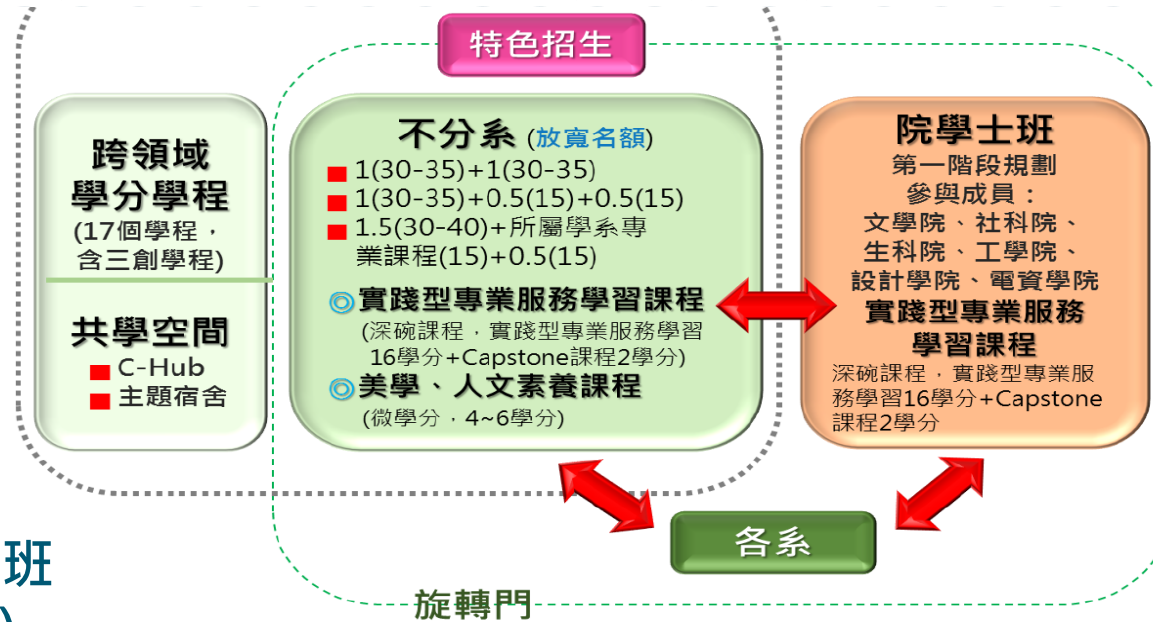 特色招生
跨領域
學分學程
(17個學程，
含三創學程)
共學空間
C-Hub
主題宿舍
不分系 (放寬名額)
1(30-35)+1(30-35)
1(30-35)+0.5(15)+0.5(15)
1.5(30-40)+所屬學系專
業課程(15)+0.5(15)
◎實踐型專業服務學習課程
(深碗課程，實踐型專業服務學習
16學分+Capstone課程2學分)
◎美學、人文素養課程
(微學分，4~6學分)
院學士班
第一階段規劃
參與成員：
文學院、社科院、
生科院、工學院、
設計學院、電資學院
實踐型專業服務
學習課程
深碗課程，實踐型專業服
務學習16學分+Capstone
課程2學分
各系
班
)
旋轉門